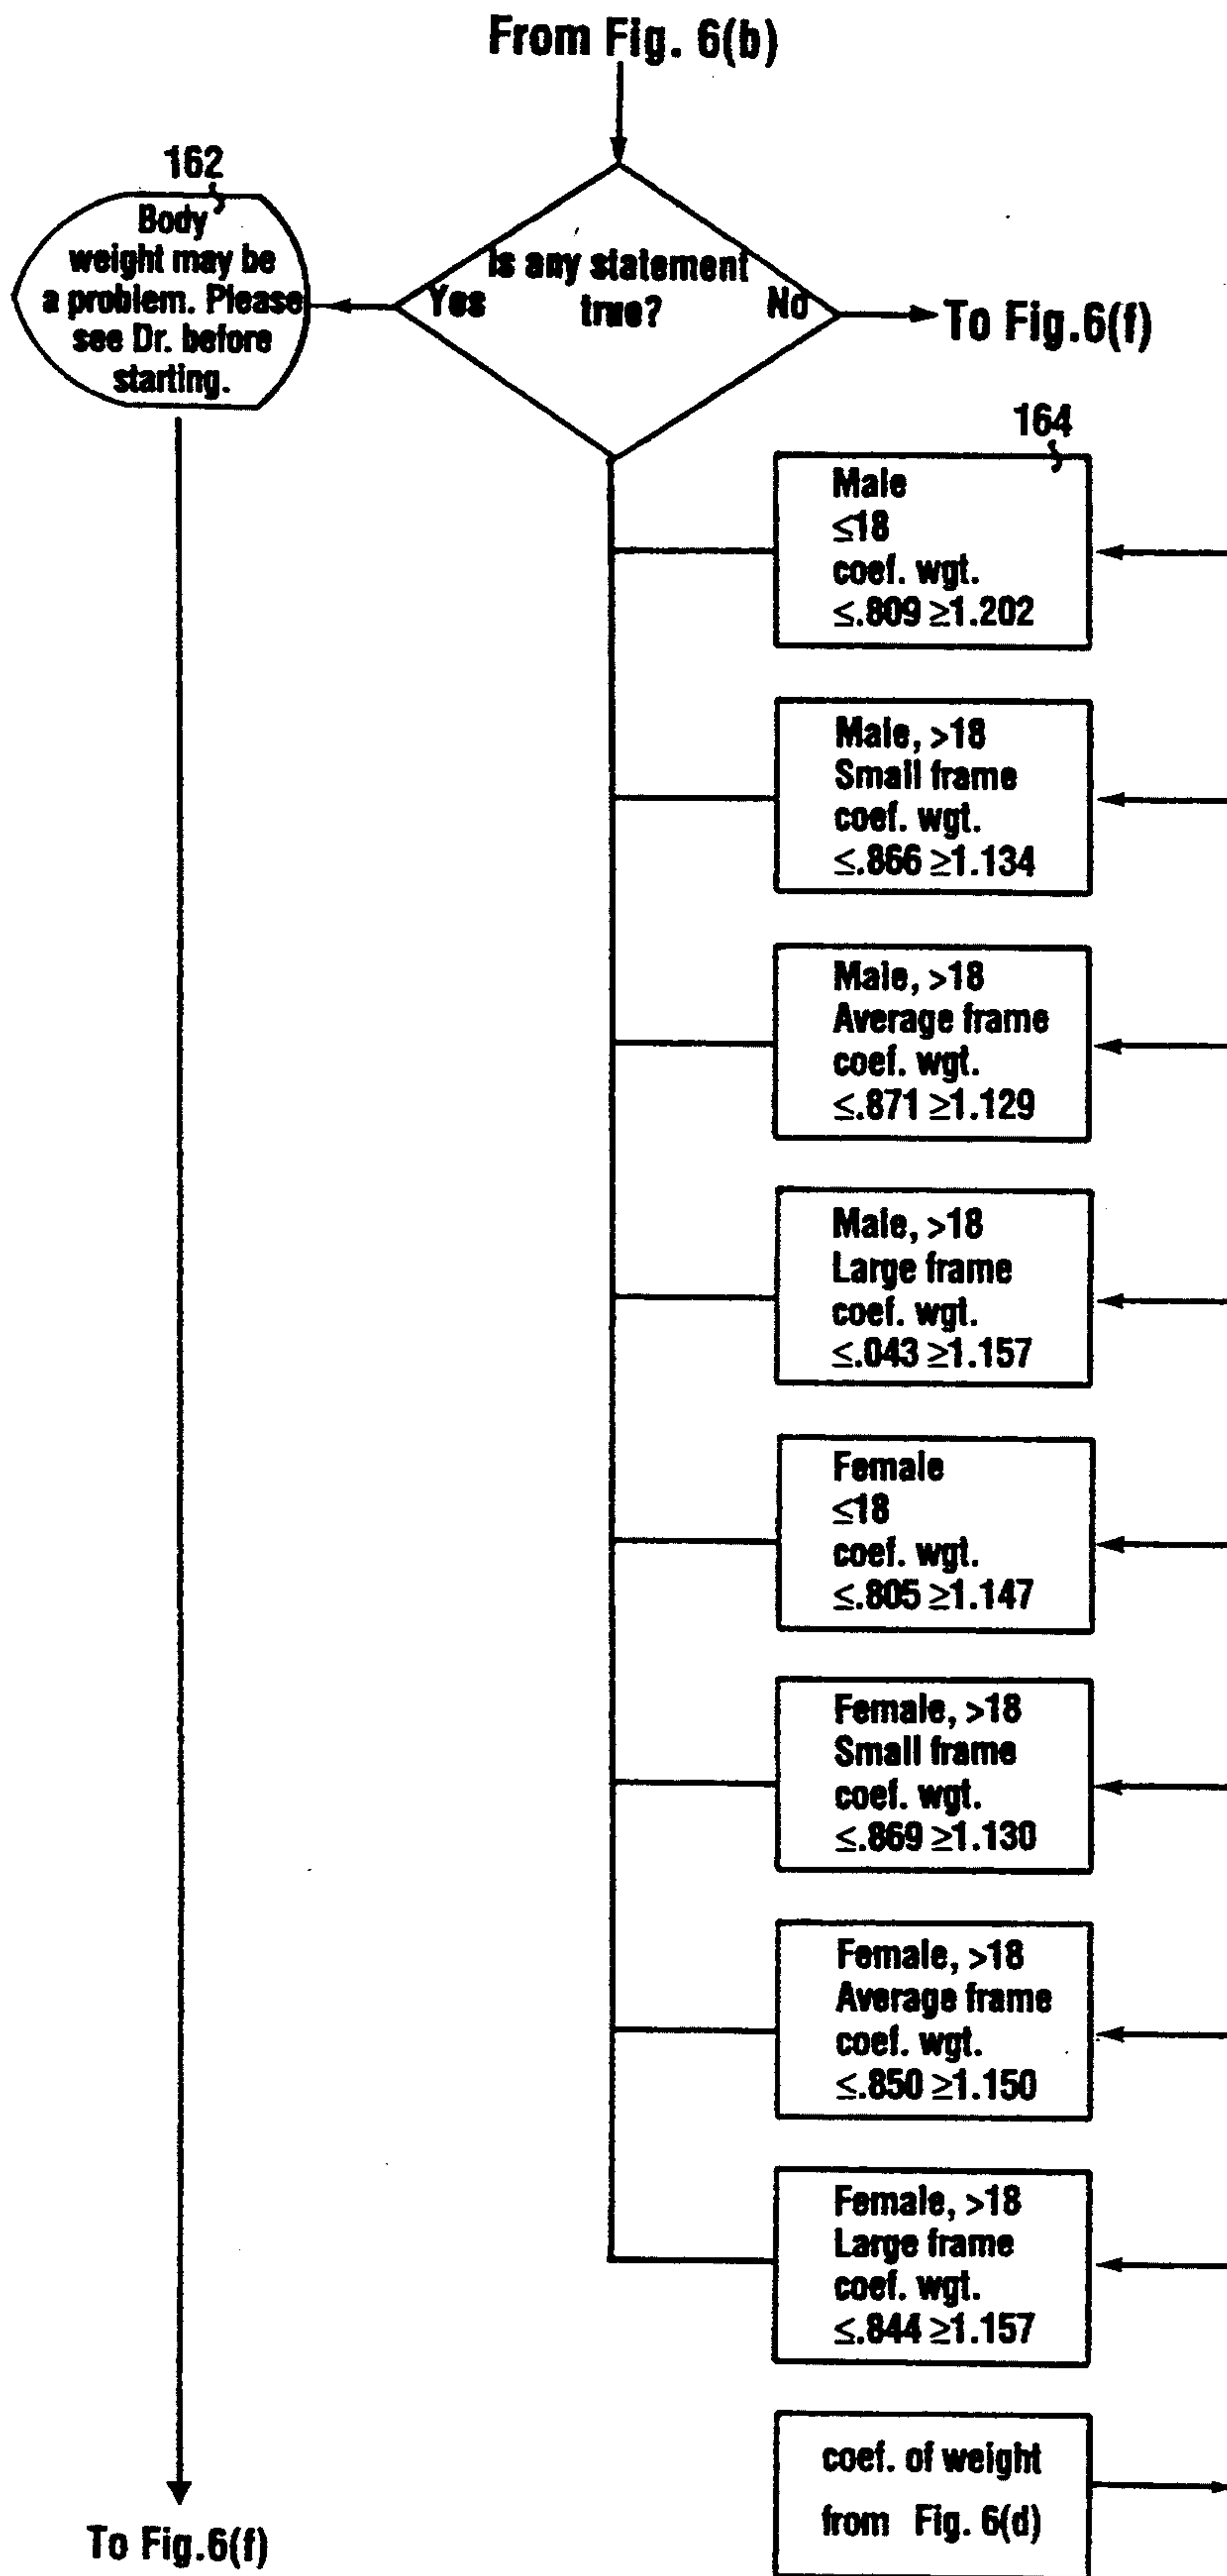 From Fig. 6(b)
162
Body
weight may be
a problem. Please
see Dr. before
starting.
Is any statement
true?
Yes
No
To Fig.6(f)
164
Male
≤18
coef. wgt.
≤.809 ≥1.202
Male, >18
Small frame
coef. wgt.
≤.866 ≥1.134
Male, >18
Average frame
coef. wgt.
≤.871 ≥1.129
Male, >18
Large frame
coef. wgt.
≤.043 ≥1.157
Female
≤18
coef. wgt.
≤.805 ≥1.147
Female, >18
Small frame
coef. wgt.
≤.869 ≥1.130
Female, >18
Average frame
coef. wgt.
≤.850 ≥1.150
Female, >18
Large frame
coef. wgt.
≤.844 ≥1.157
coef. of weight
from Fig. 6(d)
To Fig.6(f)